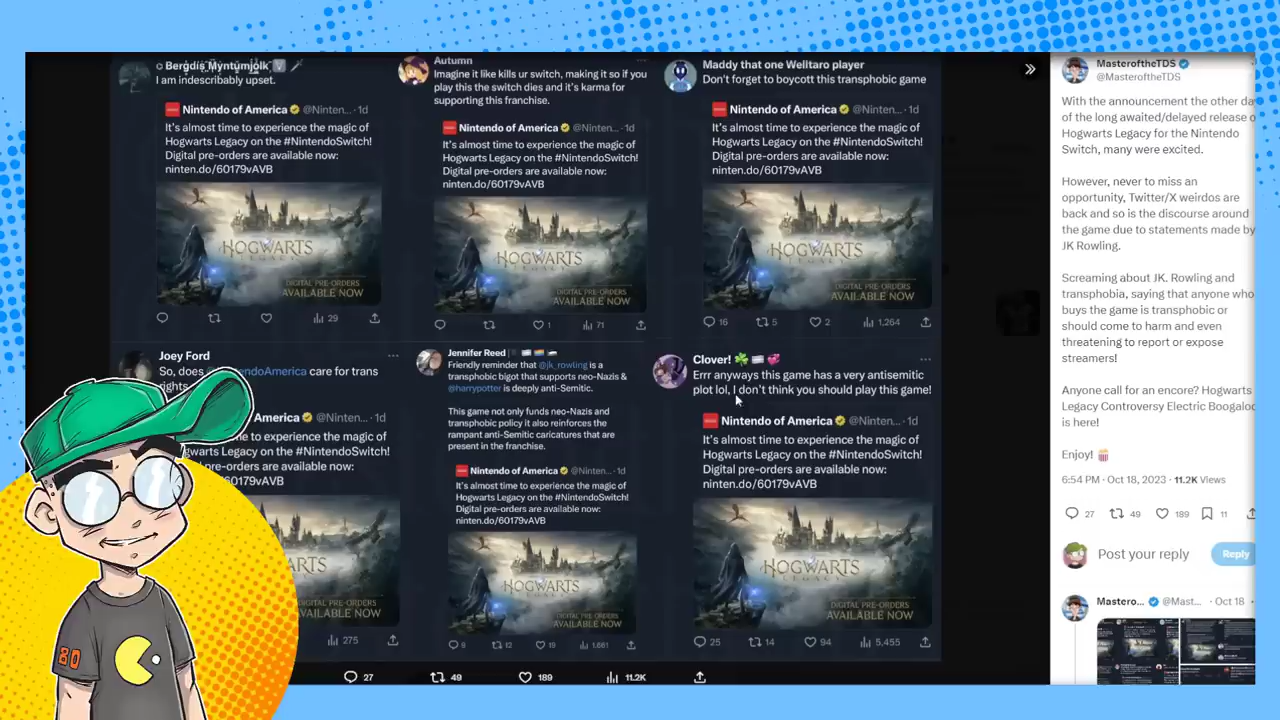 Bergdis Myntumjolk
I am indescribably upset.
Nintendo of America @Ninten... · 1d
It's almost time to experience the magic of
Hogwarts Legacy on the #NintendoSwitch!
Digital pre-orders are available now:
ninten.do/60179vAVB
HOGWARTS
LEGACY
DIGITAL PRE-ORDERS
AVAILABLE NOW
29
Autumn
Imagine it like kills ur switch, making it so if you
play this the switch dies and it's karma for
supporting this franchise.
Nintendo of America @Ninten... · 1d
It's almost time to experience the magic of
Hogwarts Legacy on the #NintendoSwitch!
Digital pre-orders are available now:
ninten.do/60179vAVB
HOGWARTS
LEGACY
DIGITAL PRE-ORDERS
AVAILABLE NOW
1 71
Maddy that one Welltaro player
Don't forget to boycott this transphobic game
Nintendo of America @Ninten... · 1d
It's almost time to experience the magic of
Hogwarts Legacy on the #NintendoSwitch!
Digital pre-orders are available now:
ninten.do/60179vAVB
HOGWARTS
LEGACY
DIGITAL PRE-ORDERS
AVAILABLE NOW
16 5 2 1,264
Joey Ford
So, does endoAmerica care for trans
rights
America @Ninten... · 1d
e to experience the magic of
gwarts Legacy on the #NintendoSwitch!
pre-orders are available now:
0179vAVB
ARTS
DIGITAL PRE-ORDERS
AVAILABLE NOW
275
Jennifer Reed
Friendly reminder that @jk_rowling is a
transphobic bigot that supports neo-Nazis &
@harrypotter is deeply anti-Semitic.
This game not only funds neo-Nazis and
transphobic policy it also reinforces the
rampant anti-Semitic caricatures that are
present in the franchise.
Nintendo of America @Ninten... · 1d
It's almost time to experience the magic of
Hogwarts Legacy on the #NintendoSwitch!
Digital pre-orders are available now:
ninten.do/60179vAVB
HOGWARTS
LEGACY
DIGITAL PRE-ORDERS
AVAILABLE NOW
9 12 19 1,661
Clover!
Errr anyways this game has a very antisemitic
plot lol, I don't think you should play this game!
Nintendo of America @Ninten... · 1d
It's almost time to experience the magic of
Hogwarts Legacy on the #NintendoSwitch!
Digital pre-orders are available now:
ninten.do/60179vAVB
HOGWARTS
LEGACY
DIGITAL PRE-ORDERS
AVAILABLE NOW
25 14 94 5,455
27 49 189 11.2K
80
MasteroftheTDS
@MasteroftheTDS
With the announcement the other da
of the long awaited/delayed release o
Hogwarts Legacy for the Nintendo
Switch, many were excited.
However, never to miss an
opportunity, Twitter/X weirdos are
back and so is the discourse around
the game due to statements made by
JK Rowling.
Screaming about JK. Rowling and
transphobia, saying that anyone who
buys the game is transphobic or
should come to harm and even
threatening to report or expose
streamers!
Anyone call for an encore? Hogwarts
Legacy Controversy Electric Boogaloo
is here!
Enjoy!
6:54 PM · Oct 18, 2023 · 11.2K Views
27 49 189 11
Post your reply
Reply
Mastero... @Mast... · Oct 18